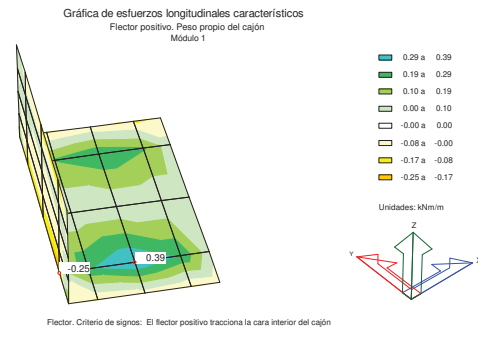 Gráfica de esfuerzos longitudinales característicos
Flector positivo. Peso propio del cajón
Módulo 1
0.29 a 0.39
0.19 a 0.29
0.10 a 0.19
0.00 a 0.10
-0.00 a 0.00
-0.08 a -0.00
-0.17 a -0.08
-0.25 a -0.17
Unidades: kNm/m
Z
Y
X
0.39
-0.25
Flector. Criterio de signos: El flector positivo tracciona la cara interior del cajón